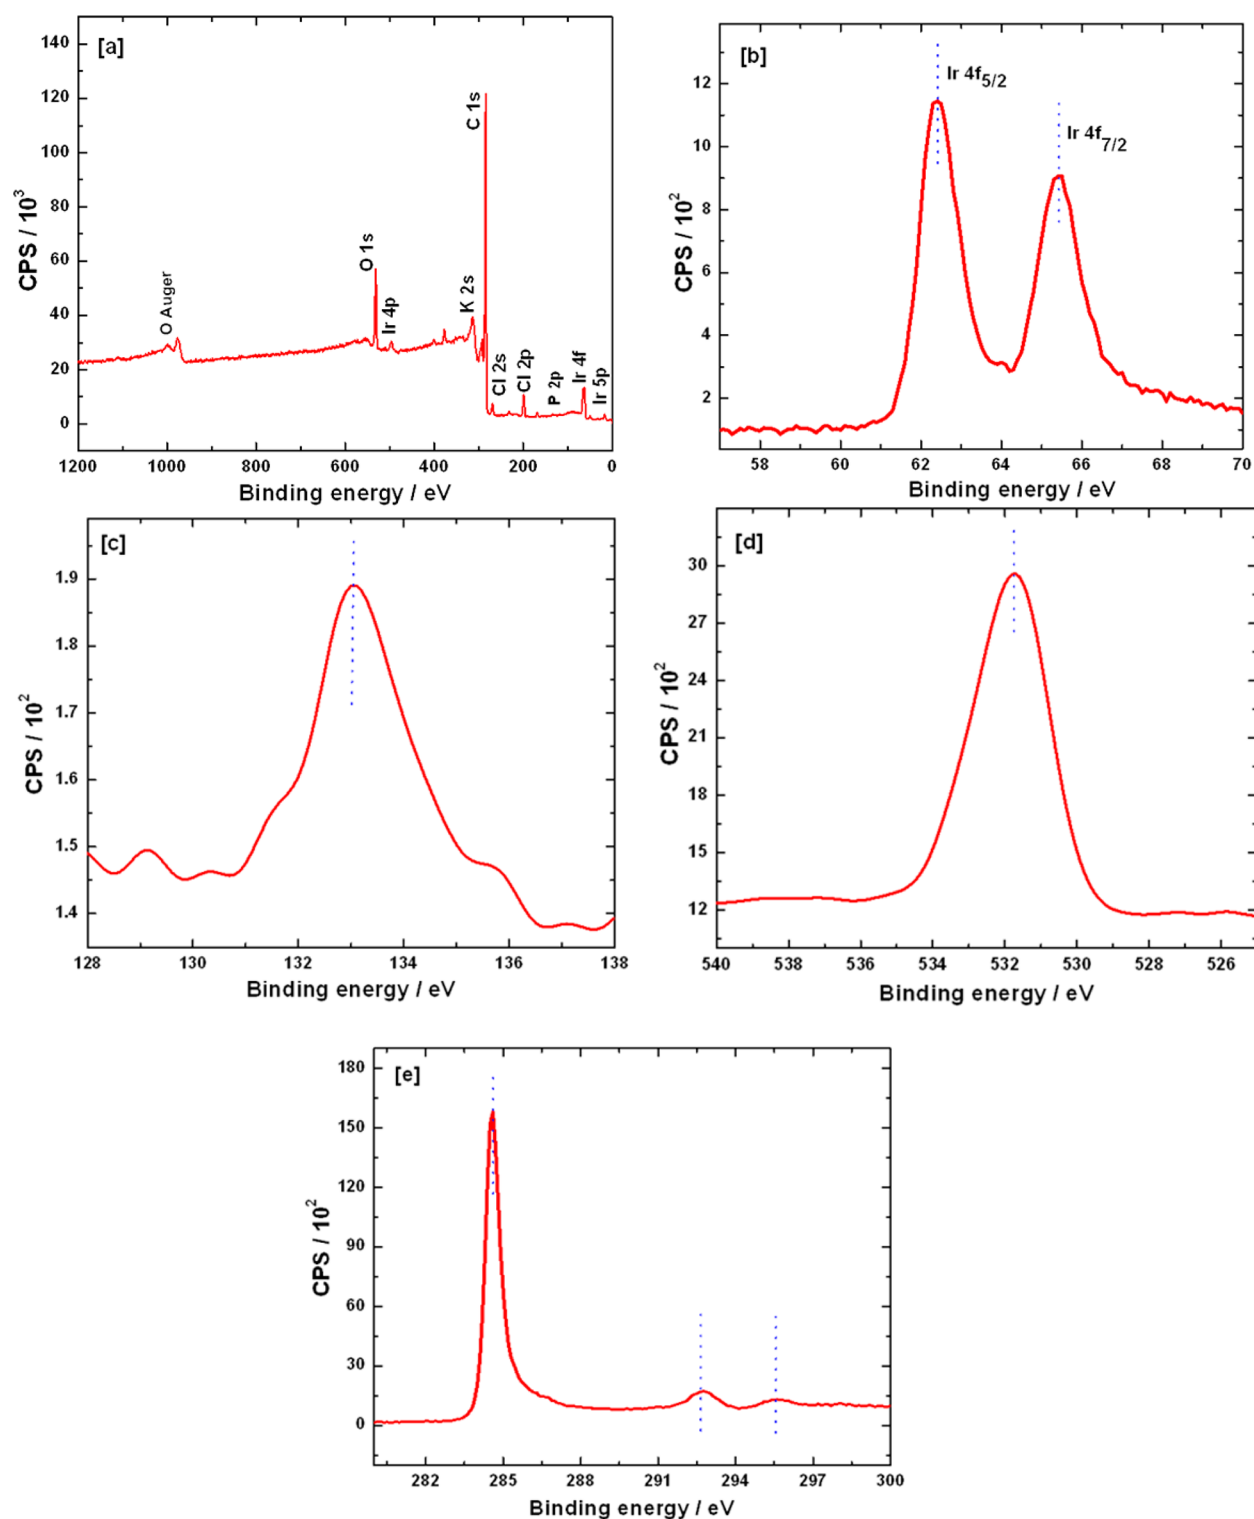 [a]
CPS / 10³
140
120
100
80
60
40
20
0
O Auger
O 1s
Ir 4p
K 2s
C 1s
Cl 2s
Cl 2p
P 2p
Ir 4f
Ir 5p
1200 1000 800 600 400 200 0
Binding energy / eV
[b]
CPS / 10²
12
10
8
6
4
2
Ir 4f5/2
Ir 4f7/2
58 60 62 64 66 68 70
Binding energy / eV
[c]
CPS / 10²
1.9
1.8
1.7
1.6
1.5
1.4
128 130 132 134 136 138
Binding energy / eV
[d]
CPS / 10²
30
27
24
21
18
15
12
540 538 536 534 532 530 528 526
Binding energy / eV
[e]
CPS / 10²
180
150
120
90
60
30
0
282 285 288 291 294 297 300
Binding energy / eV